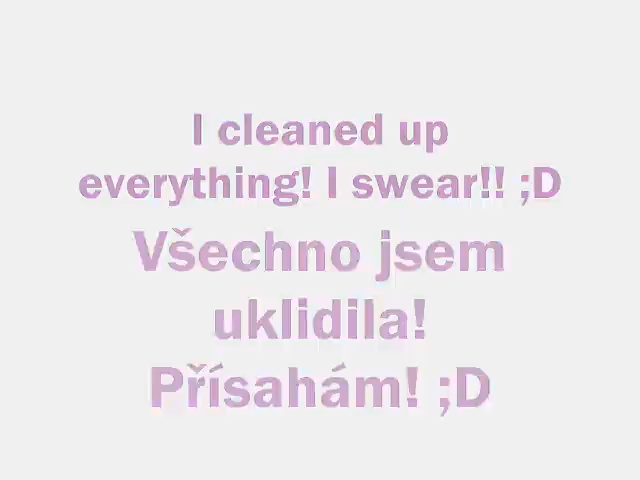 I cleaned up
everything! I swear!! ;D
Všechno jsem
uklidila!
Přísahám! ;D